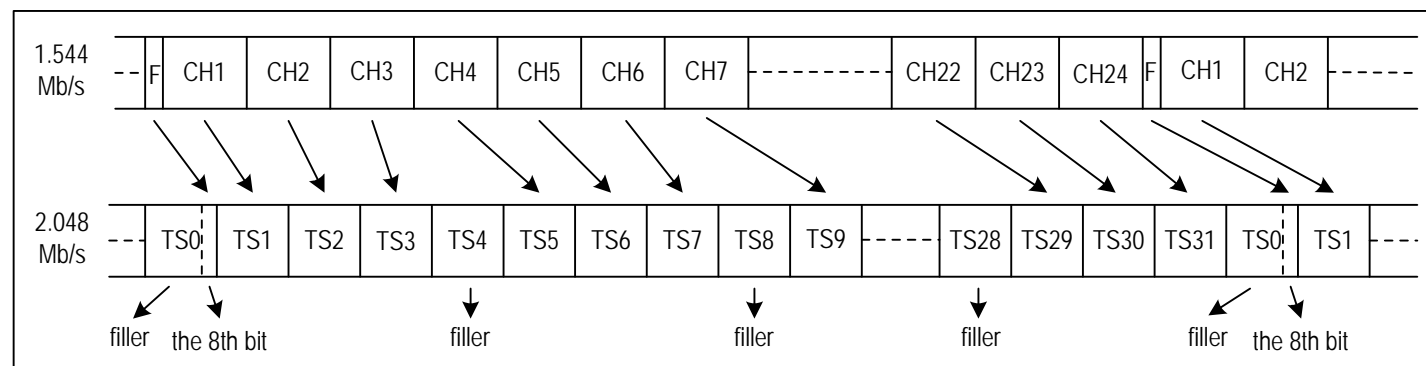 1.544
Mb/s
F CH1 CH2 CH3 CH4 CH5 CH6 CH7 CH22 CH23 CH24 F CH1 CH2
2.048
Mb/s
TS0 TS1 TS2 TS3 TS4 TS5 TS6 TS7 TS8 TS9 TS28 TS29 TS30 TS31 TS0 TS1
filler the 8th bit filler filler filler filler the 8th bit